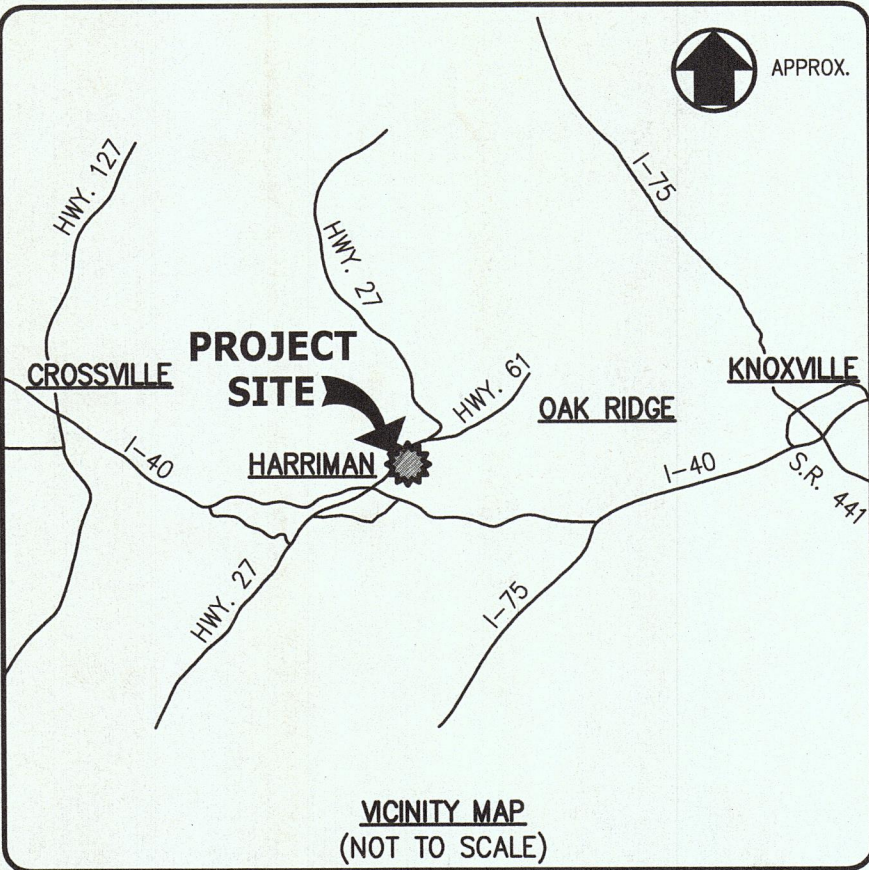 APPROX.
HWY. 127
I-75
HWY. 27
PROJECT
SITE
CROSSVILLE
KNOXVILLE
HWY. 61
OAK RIDGE
I-40
HARRIMAN
I-40
S.R. 441
HWY. 27
I-75
VICINITY MAP
(NOT TO SCALE)